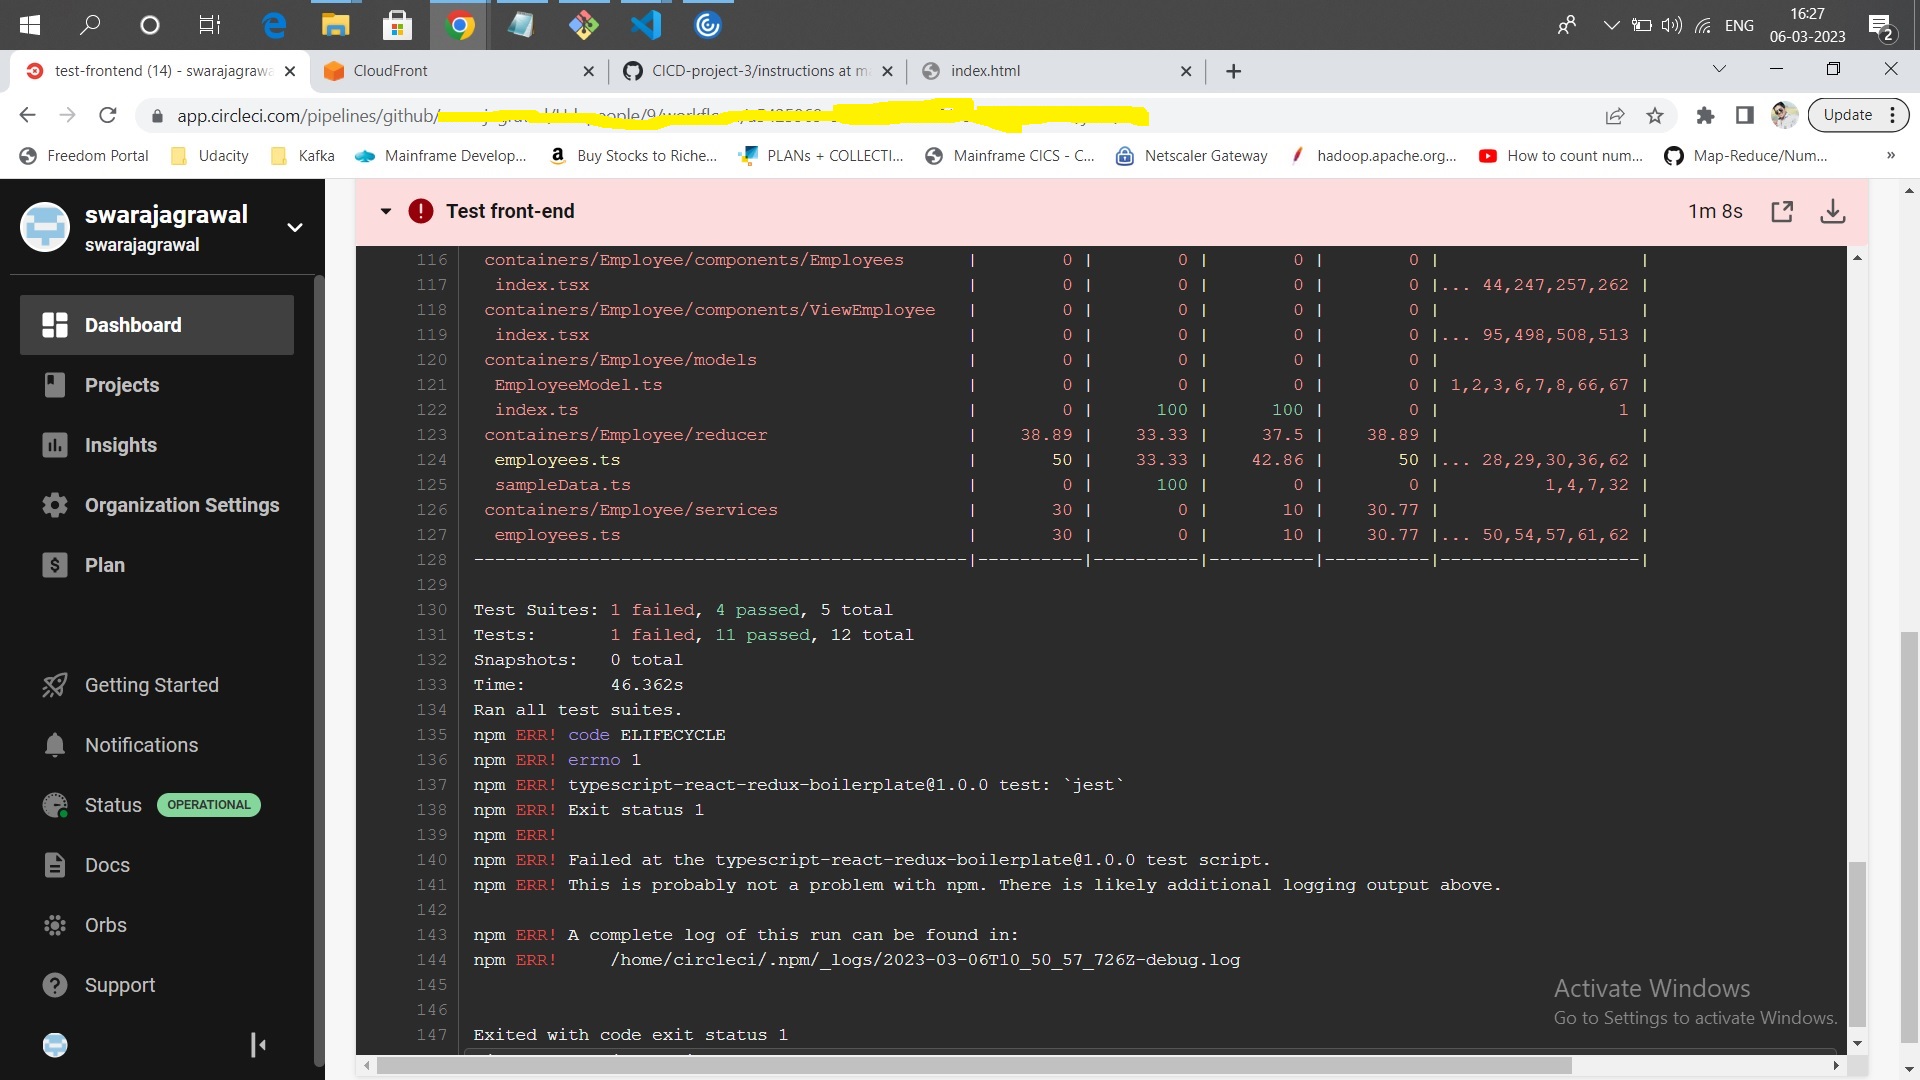 ENG
16:27
06-03-2023
2
test-frontend (14) - swarajagrawa
CloudFront
CICD-project-3/instructions at m
index.html
app.circleci.com/pipelines/github/
Update
Freedom Portal
Udacity
Kafka
Mainframe Develop...
Buy Stocks to Riche...
PLANs + COLLECTI...
Mainframe CICS - C...
Netscaler Gateway
hadoop.apache.org...
How to count num...
Map-Reduce/Num...
»
swarajagrawal
swarajagrawal
Dashboard
Projects
Insights
Organization Settings
Plan
Getting Started
Notifications
Status OPERATIONAL
Docs
Orbs
Support
Test front-end 1m 8s
116 containers/Employee/components/Employees | 0 | 0 | 0 | 0 | |
117 index.tsx | 0 | 0 | 0 | 0 |... 44,247,257,262 |
118 containers/Employee/components/ViewEmployee | 0 | 0 | 0 | 0 | |
119 index.tsx | 0 | 0 | 0 | 0 |... 95,498,508,513 |
120 containers/Employee/models | 0 | 0 | 0 | 0 | |
121 EmployeeModel.ts | 0 | 0 | 0 | 0 | 1,2,3,6,7,8,66,67 |
122 index.ts | 0 | 100 | 100 | 0 | 1 |
123 containers/Employee/reducer | 38.89 | 33.33 | 37.5 | 38.89 | |
124 employees.ts | 50 | 33.33 | 42.86 | 50 |... 28,29,30,36,62 |
125 sampleData.ts | 0 | 100 | 0 | 0 | 1,4,7,32 |
126 containers/Employee/services | 30 | 0 | 10 | 30.77 | |
127 employees.ts | 30 | 0 | 10 | 30.77 |... 50,54,57,61,62 |
128 -----------------------------------------------|----------|----------|----------|----------|-------------------|
129
130 Test Suites: 1 failed, 4 passed, 5 total
131 Tests: 1 failed, 11 passed, 12 total
132 Snapshots: 0 total
133 Time: 46.362s
134 Ran all test suites.
135 npm ERR! code ELIFECYCLE
136 npm ERR! errno 1
137 npm ERR! typescript-react-redux-boilerplate@1.0.0 test: `jest`
138 npm ERR! Exit status 1
139 npm ERR!
140 npm ERR! Failed at the typescript-react-redux-boilerplate@1.0.0 test script.
141 npm ERR! This is probably not a problem with npm. There is likely additional logging output above.
142
143 npm ERR! A complete log of this run can be found in:
144 npm ERR! /home/circleci/.npm/_logs/2023-03-06T10_50_57_726Z-debug.log
145
146
147 Exited with code exit status 1
Activate Windows
Go to Settings to activate Windows.